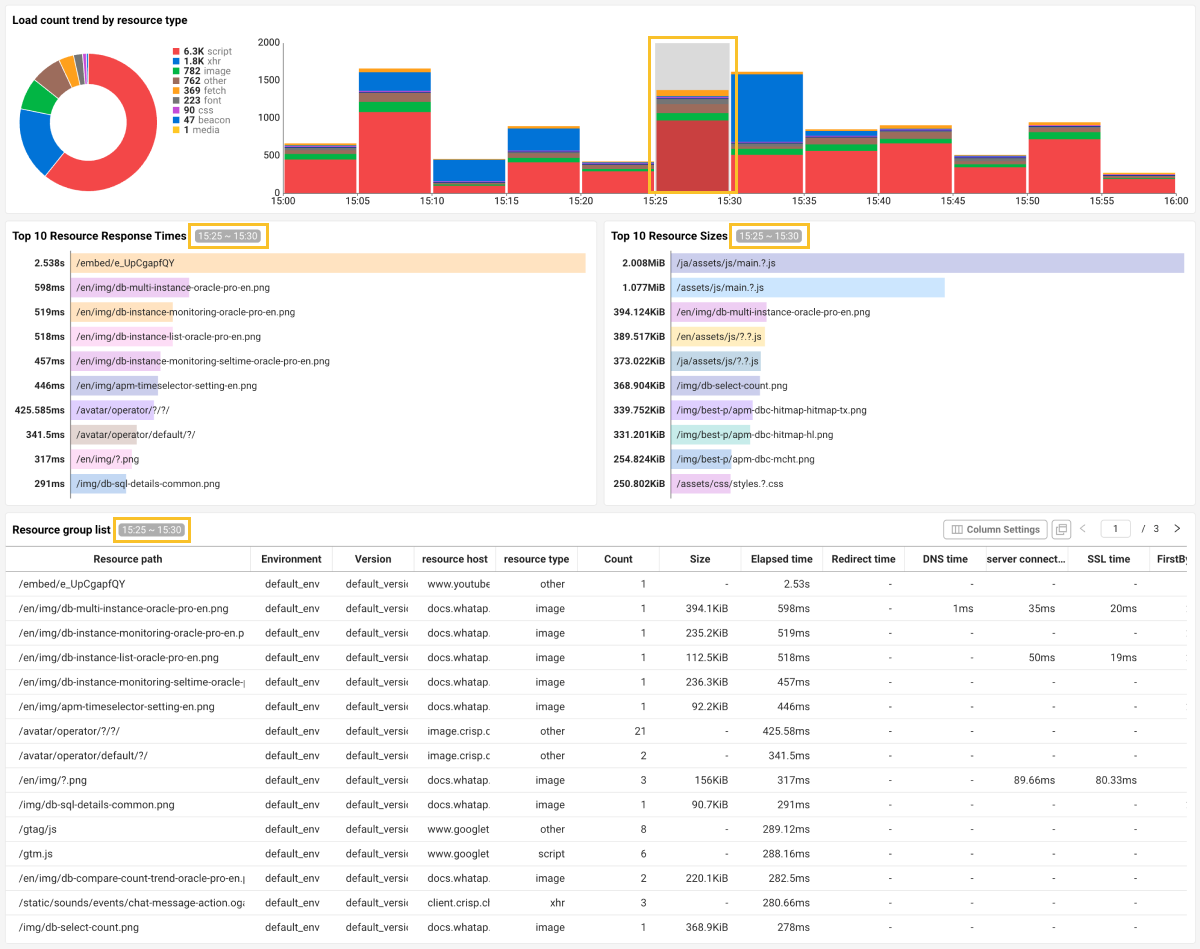 Load count trend by resource type
6.3K script
1.8K xhr
782 image
762 other
369 fetch
223 font
90 css
47 beacon
1 media
2000
1500
1000
500
0
15:00 15:05 15:10 15:15 15:20 15:25 15:30 15:35 15:40 15:45 15:50 15:55 16:00
Top 10 Resource Response Times 15:25 ~ 15:30
2.538s /embed/e_UpCgapfQY
598ms /en/img/db-multi-instance-oracle-pro-en.png
519ms /en/img/db-instance-monitoring-oracle-pro-en.png
518ms /en/img/db-instance-list-oracle-pro-en.png
457ms /en/img/db-instance-monitoring-seltime-oracle-pro-en.png
446ms /en/img/apm-timeselector-setting-en.png
425.585ms /avatar/operator/?/?/
341.5ms /avatar/operator/default/?/
317ms /en/img/?.png
291ms /img/db-sql-details-common.png
Top 10 Resource Sizes 15:25 ~ 15:30
2.008MiB /ja/assets/js/main.?.js
1.077MiB /assets/js/main.?.js
394.124KiB /en/img/db-multi-instance-oracle-pro-en.png
389.517KiB /en/assets/js/?.?.js
373.022KiB /ja/assets/js/?.?.js
368.904KiB /img/db-select-count.png
339.752KiB /img/best-p/apm-dbc-hitmap-hitmap-tx.png
331.201KiB /img/best-p/apm-dbc-hitmap-hl.png
254.824KiB /img/best-p/apm-dbc-mcht.png
250.802KiB /assets/css/styles.?.css
Resource group list 15:25 ~ 15:30
Column Settings 1 / 3
Resource path Environment Version resource host resource type Count Size Elapsed time Redirect time DNS time server connect... SSL time FirstBy
/embed/e_UpCgapfQY default_env default_versio www.youtube other 1 - 2.53s - - - -
/en/img/db-multi-instance-oracle-pro-en.png default_env default_versio docs.whatap. image 1 394.1KiB 598ms - 1ms 35ms 20ms
/en/img/db-instance-monitoring-oracle-pro-en.p default_env default_versio docs.whatap. image 1 235.2KiB 519ms - - - -
/en/img/db-instance-list-oracle-pro-en.png default_env default_versio docs.whatap. image 1 112.5KiB 518ms - - 50ms 19ms
/en/img/db-instance-monitoring-seltime-oracle- default_env default_versio docs.whatap. image 1 236.3KiB 457ms - - - -
/en/img/apm-timeselector-setting-en.png default_env default_versio docs.whatap. image 1 92.2KiB 446ms - - - -
/avatar/operator/?/?/ default_env default_versio image.crisp.c other 21 - 425.58ms - - - -
/avatar/operator/default/?/ default_env default_versio image.crisp.c other 2 - 341.5ms - - - -
/en/img/?.png default_env default_versio docs.whatap. image 3 156KiB 317ms - - 89.66ms 80.33ms
/img/db-sql-details-common.png default_env default_versio docs.whatap. image 1 90.7KiB 291ms - - - -
/gtag/js default_env default_versio www.googlet other 8 - 289.12ms - - - -
/gtm.js default_env default_versio www.googlet script 6 - 288.16ms - - - -
/en/img/db-compare-count-trend-oracle-pro-en. default_env default_versio docs.whatap. image 2 220.1KiB 282.5ms - - - -
/static/sounds/events/chat-message-action.oga default_env default_versio client.crisp.cl xhr 3 - 280.66ms - - - -
/img/db-select-count.png default_env default_versio docs.whatap. image 1 368.9KiB 278ms - - - -